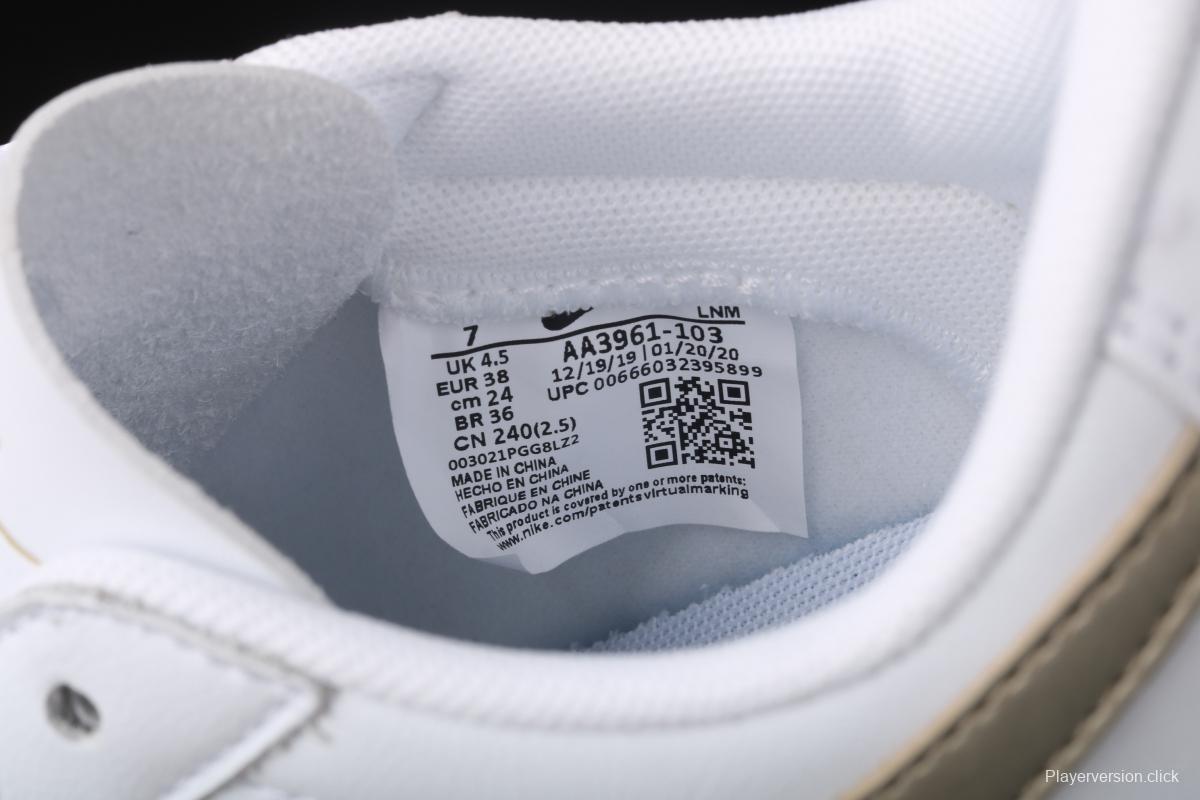 7 LNM
UK 4.5 AA3961-103
EUR 38 12/19/19 | 01/20/20
cm 24 UPC 00666032395899
BR 36
CN 240(2.5)
003021PGG8LZ2
MADE IN CHINA
HECHO EN CHINA
FABRIQUE EN CHINE
FABRICADO NA CHINA
This product is covered by one or more patents:
www.nike.com/patentsvirtualmarking
Playerversion.click